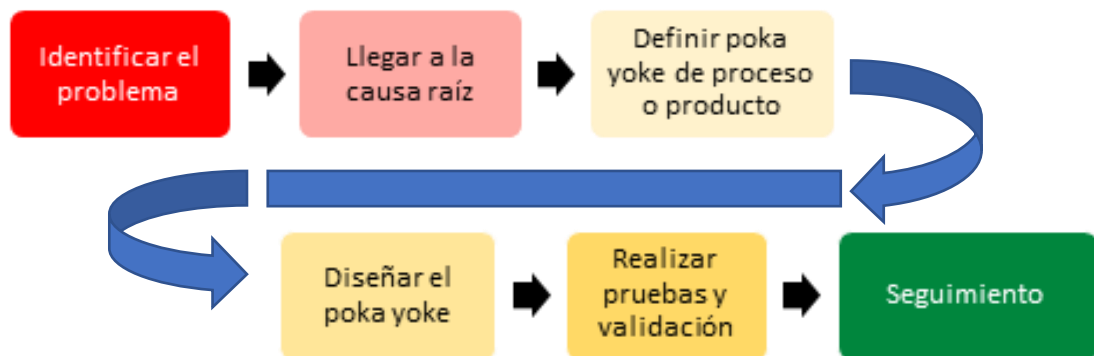 Identificar el
problema
Llegar a la
causa raíz
Definir poka
yoke de proceso
o producto
Diseñar el
poka yoke
Realizar
pruebas y
validación
Seguimiento